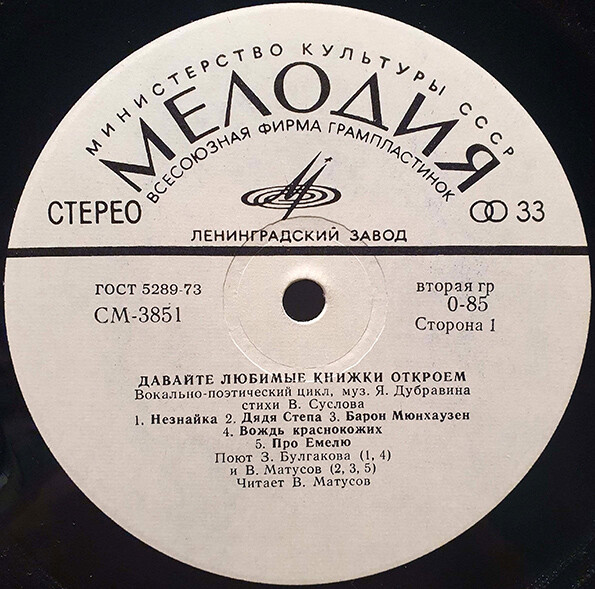 МИНИСТЕРСТВО КУЛЬТУРЫ СССР
МЕЛОДИЯ
ВСЕСОЮЗНАЯ ФИРМА ГРАМПЛАСТИНОК
СТЕРЕО
33
ЛЕНИНГРАДСКИЙ ЗАВОД
ГОСТ 5289-73
СМ-3851
вторая гр
0-85
Сторона 1
ДАВАЙТЕ ЛЮБИМЫЕ КНИЖКИ ОТКРОЕМ
Вокально-поэтический цикл, муз. Я. Дубравина
стихи В. Суслова
1. Незнайка 2. Дядя Степа 3. Барон Мюнхаузен
4. Вождь краснокожих
5. Про Емелю
Поют З. Булгакова (1, 4)
и В. Матусов (2, 3, 5)
Читает В. Матусов